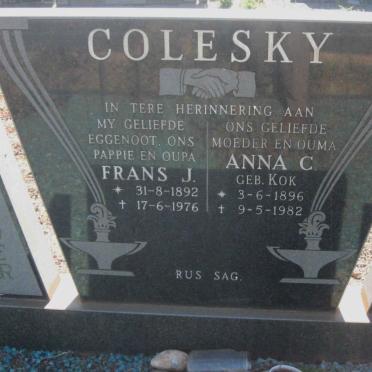 COLESKY
IN TERE HERINNERING AAN
MY GELIEFDE
EGGENOOT, ONS
PAPPIE EN OUPA
FRANS J.
* 31-8-1892
✝ 17-6-1976
ONS GELIEFDE
MOEDER EN OUMA
ANNA C.
GEB. KOK
* 3-6-1896
✝ 9-5-1982
RUS SAG.